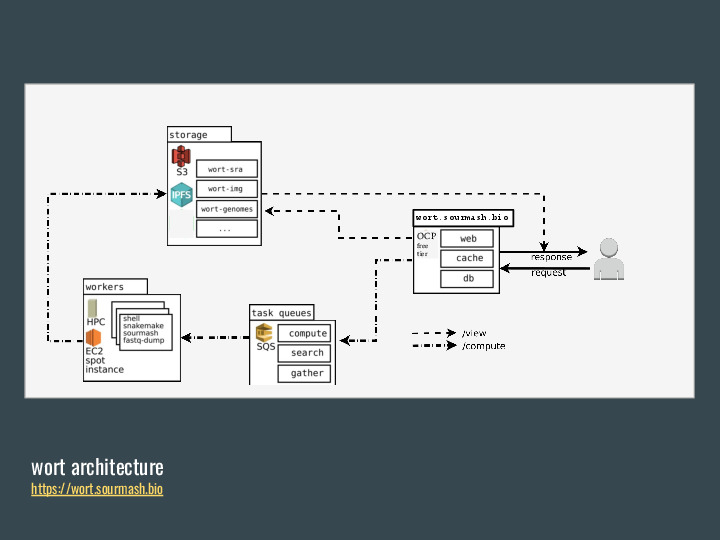 storage
S3
IPFS
wort-sra
wort-img
wort-genomes
...
wort.sourmash.bio
OCP
free
tier
web
cache
db
response
request
workers
HPC
EC2
spot
instance
shell
snakemake
sourmash
fastq-dump
task queues
SQS
compute
search
gather
/view
/compute
wort architecture
https://wort.sourmash.bio